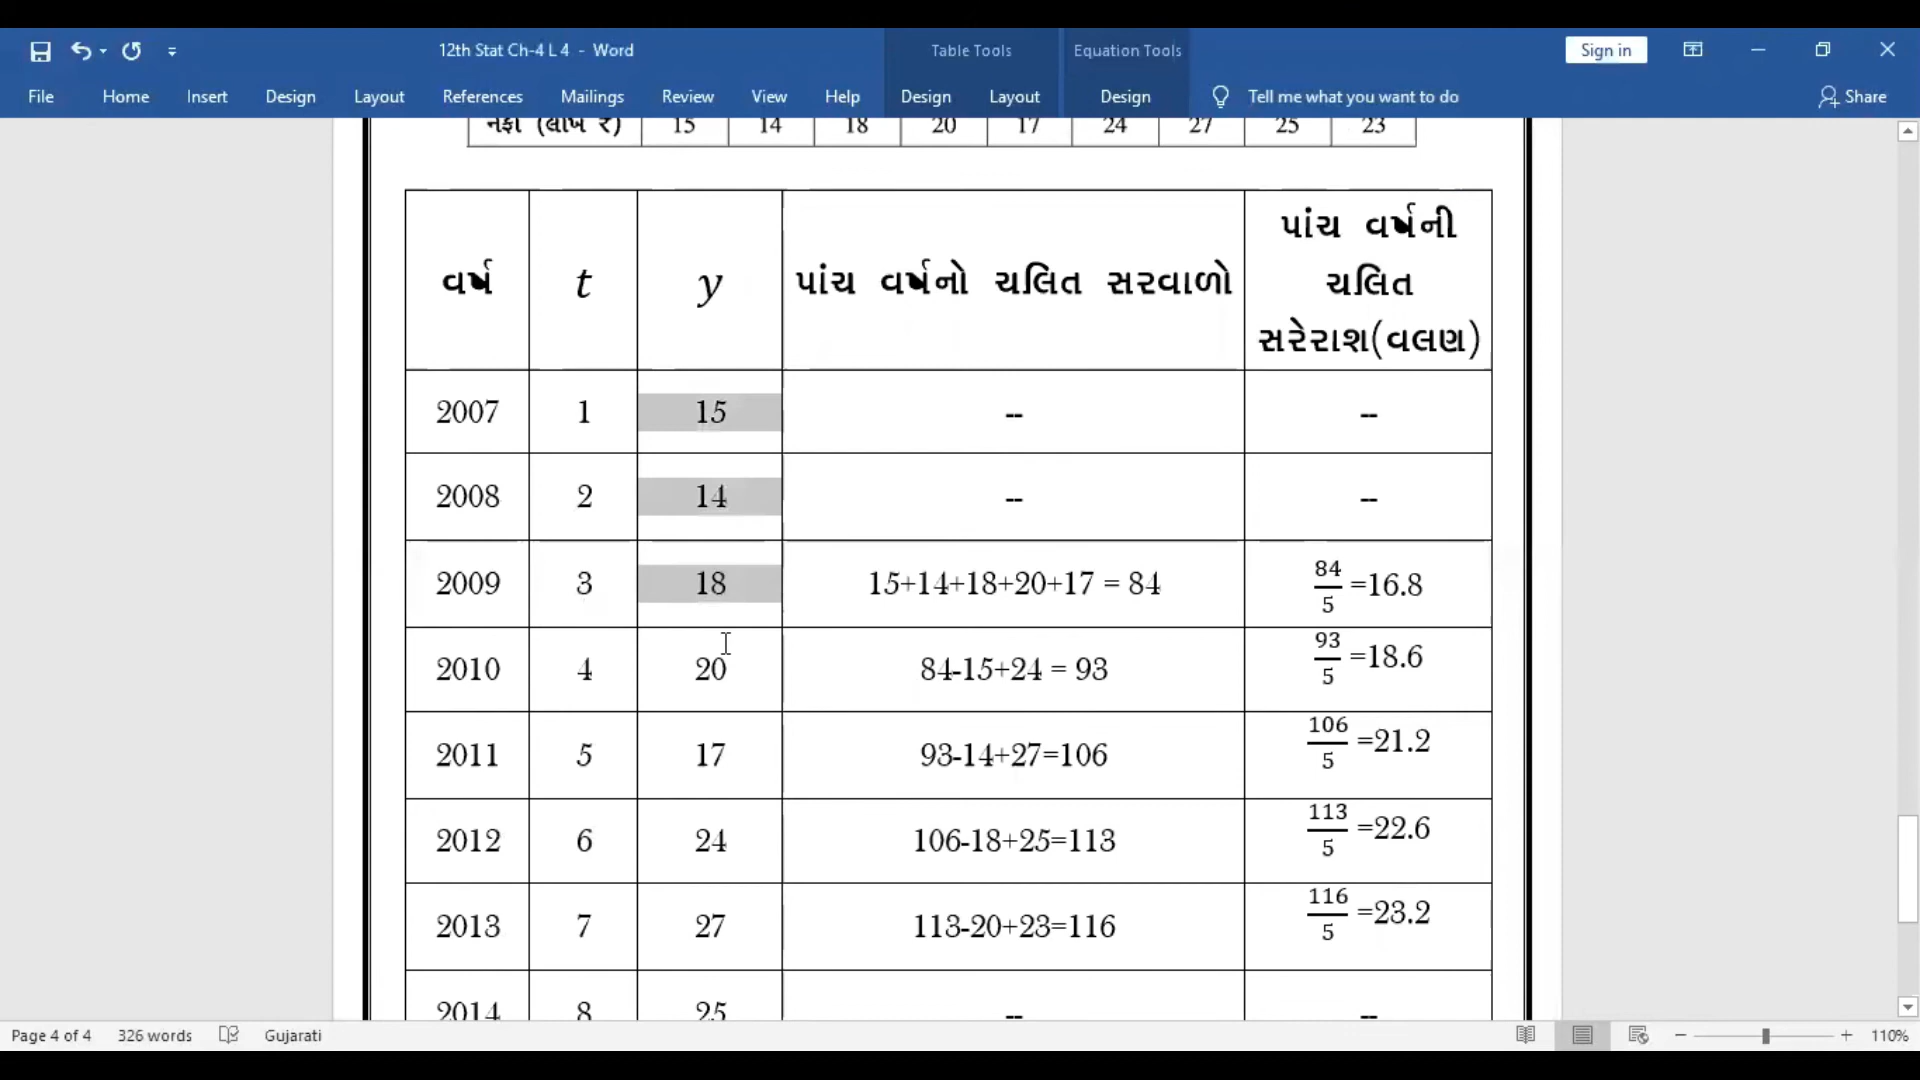 12th Stat Ch-4 L 4 - Word
Table Tools
Equation Tools
Sign in
File Home Insert Design Layout References Mailings Review View Help Design Layout Design Tell me what you want to do Share
નફો (લાખ ₹) 15 14 18 20 17 24 27 25 23
વર્ષ t y પાંચ વર્ષનો ચલિત સરવાળો પાંચ વર્ષની
ચલિત
સરેરાશ(વલણ)
2007 1 15 -- --
2008 2 14 -- --
2009 3 18 15+14+18+20+17 = 84 84/5 =16.8
2010 4 20 84-15+24 = 93 93/5 =18.6
2011 5 17 93-14+27=106 106/5 =21.2
2012 6 24 106-18+25=113 113/5 =22.6
2013 7 27 113-20+23=116 116/5 =23.2
2014 8 25 -- --
Page 4 of 4 326 words Gujarati 110%